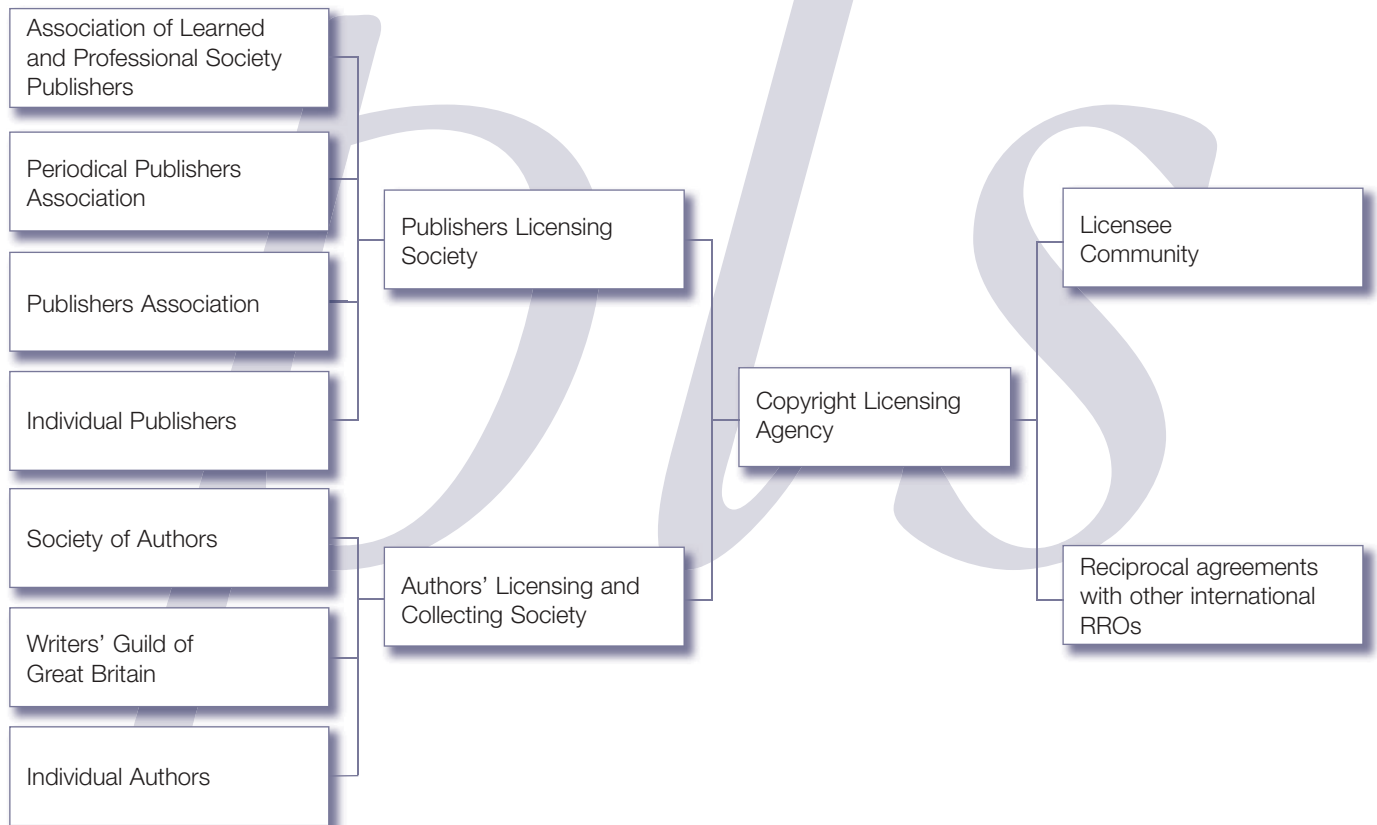 Association of Learned
and Professional Society
Publishers
Periodical Publishers
Association
Publishers Association
Individual Publishers
Society of Authors
Writers’ Guild of
Great Britain
Individual Authors
Publishers Licensing
Society
Authors’ Licensing and
Collecting Society
Copyright Licensing
Agency
Licensee
Community
Reciprocal agreements
with other international
RROs
pls